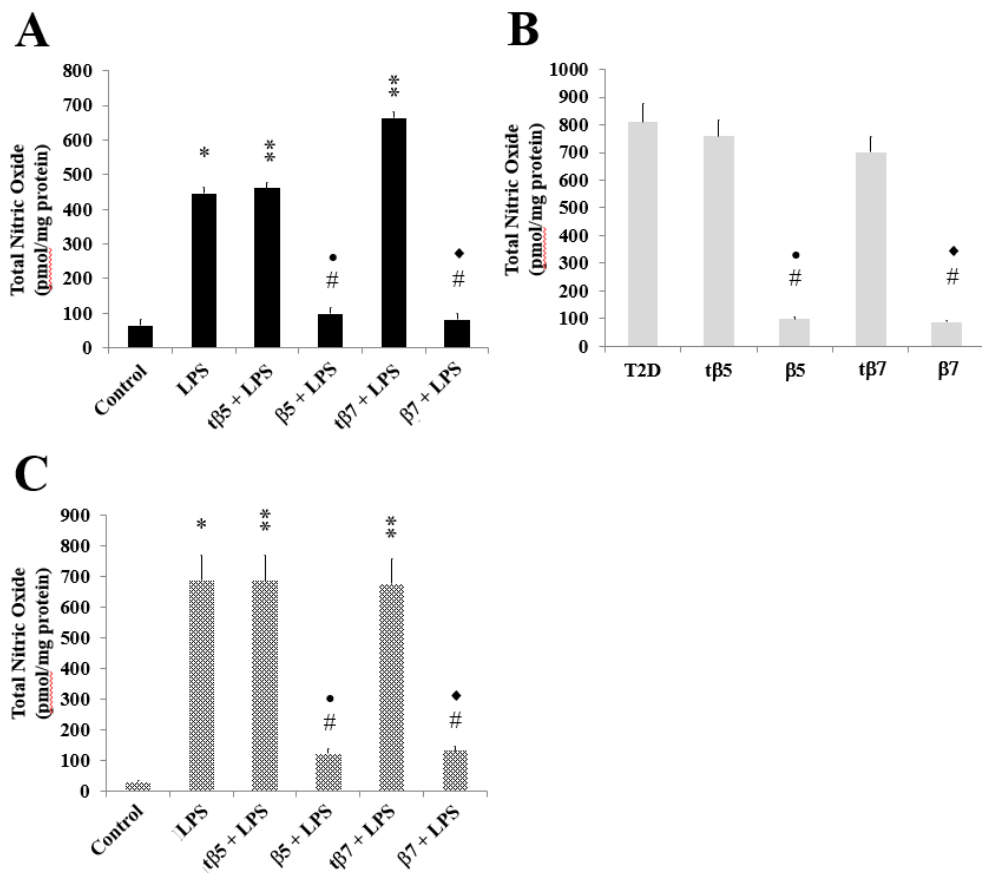 A
Total Nitric Oxide
(pmol/mg protein)
800
700
600
500
400
300
200
100
0
*
**
●
#
**
◆
#
Control
LPS
tβ5 + LPS
β5 + LPS
tβ7 + LPS
β7 + LPS
B
Total Nitric Oxide
(pmol/mg protein)
1000
900
800
700
600
500
400
300
200
100
0
●
#
◆
#
T2D tβ5 β5 tβ7 β7
C
Total Nitric Oxide
(pmol/mg protein)
900
800
700
600
500
400
300
200
100
0
*
**
●
#
**
◆
#
Control
LPS
tβ5 + LPS
β5 + LPS
tβ7 + LPS
β7 + LPS